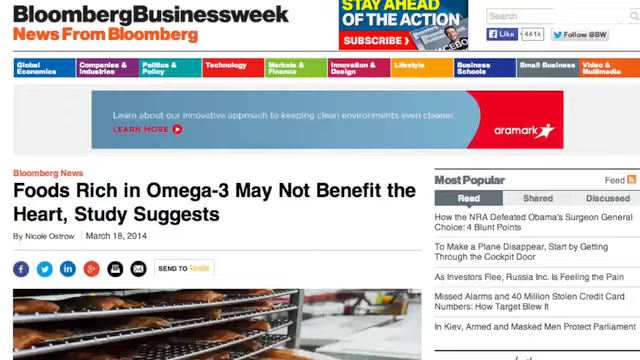 BloombergBusinessweek
News From Bloomberg
STAY AHEAD
OF THE ACTION
SUBSCRIBE
Search
Like 441k Follow @BW
Global Economics
Companies & Industries
Politics & Policy
Technology
Markets & Finance
Innovation & Design
Lifestyle
Business Schools
Small Business
Video & Multimedia
Learn about our innovative approach to keeping clean environments even cleaner.
LEARN MORE
aramark
Bloomberg News
Foods Rich in Omega-3 May Not Benefit the
Heart, Study Suggests
By Nicole Ostrow March 18, 2014
SEND TO kindle
Most Popular Feed
Read Shared Discussed
How the NRA Defeated Obama's Surgeon General
Choice: 4 Blunt Points
To Make a Plane Disappear, Start by Getting
Through the Cockpit Door
As Investors Flee, Russia Inc. Is Feeling the Pain
Missed Alarms and 40 Million Stolen Credit Card
Numbers: How Target Blew It
In Kiev, Armed and Masked Men Protect Parliament